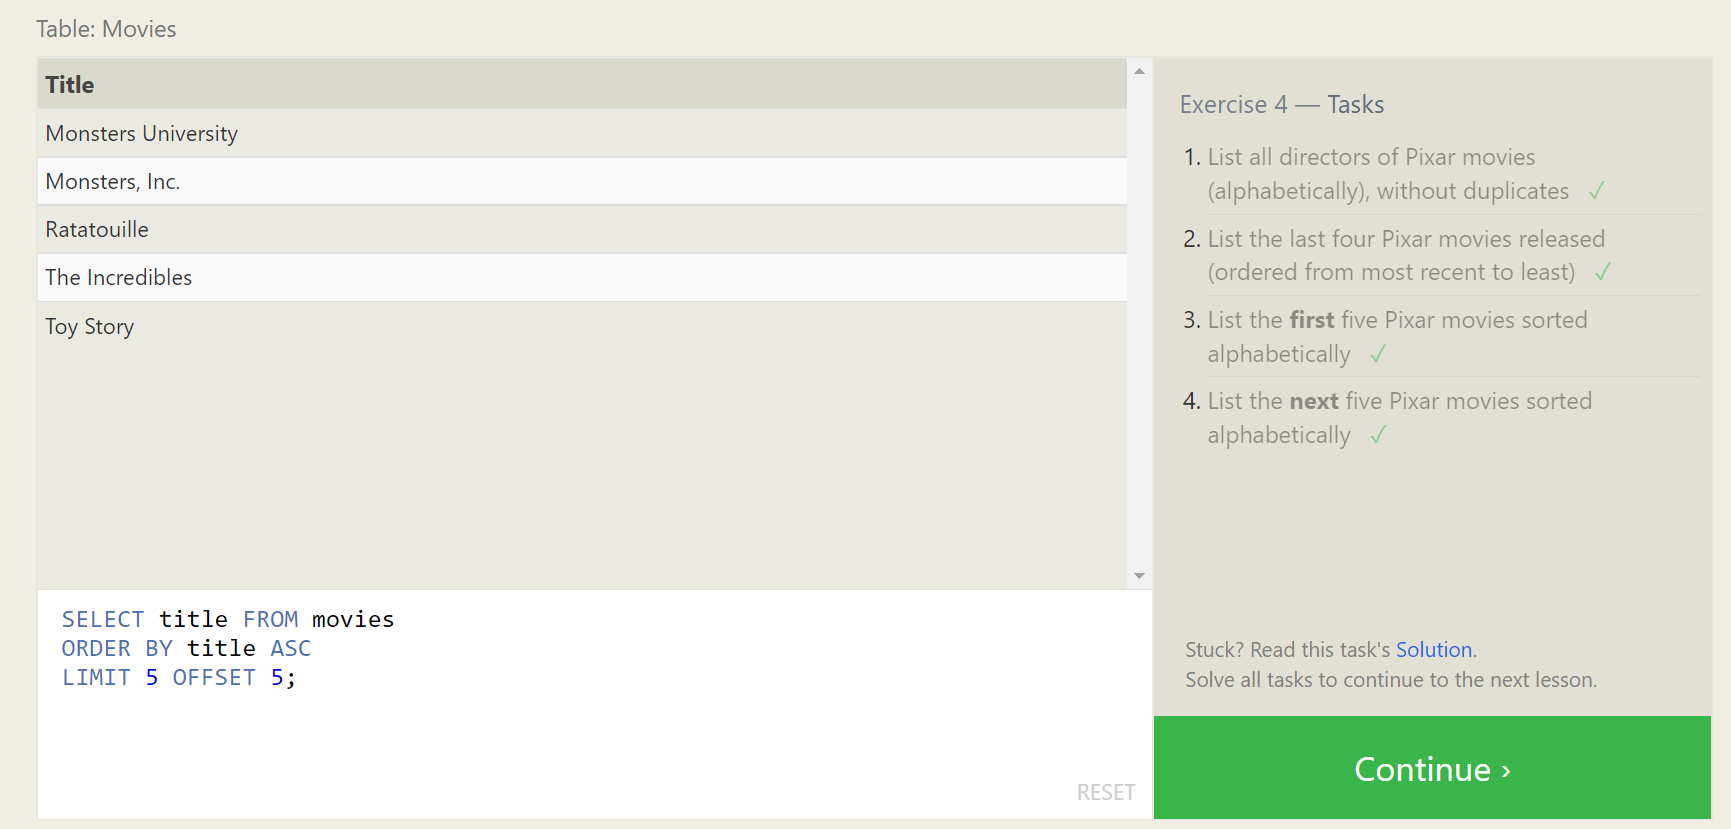 Table: Movies
Title
Monsters University
Monsters, Inc.
Ratatouille
The Incredibles
Toy Story
SELECT title FROM movies
ORDER BY title ASC
LIMIT 5 OFFSET 5;
RESET
Exercise 4 — Tasks
1. List all directors of Pixar movies
(alphabetically), without duplicates ✓
2. List the last four Pixar movies released
(ordered from most recent to least) ✓
3. List the first five Pixar movies sorted
alphabetically ✓
4. List the next five Pixar movies sorted
alphabetically ✓
Stuck? Read this task's Solution.
Solve all tasks to continue to the next lesson.
Continue ›